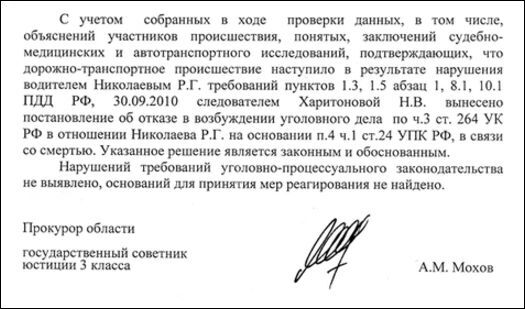 С учетом собранных в ходе проверки данных, в том числе,
объяснений участников происшествия, понятых, заключений судебно-
медицинских и автотранспортного исследований, подтверждающих, что
дорожно-транспортное происшествие наступило в результате нарушения
водителем Николаевым Р.Г. требований пунктов 1.3, 1.5 абзац 1, 8.1, 10.1
ПДД РФ, 30.09.2010 следователем Харитоновой Н.В. вынесено
постановление об отказе в возбуждении уголовного дела по ч.3 ст. 264 УК
РФ в отношении Николаева Р.Г. на основании п.4 ч.1 ст.24 УПК РФ, в связи
со смертью. Указанное решение является законным и обоснованным.
Нарушений требований уголовно-процессуального законодательства
не выявлено, оснований для принятия мер реагирования не найдено.
Прокурор области
государственный советник
юстиции 3 класса
А.М. Мохов